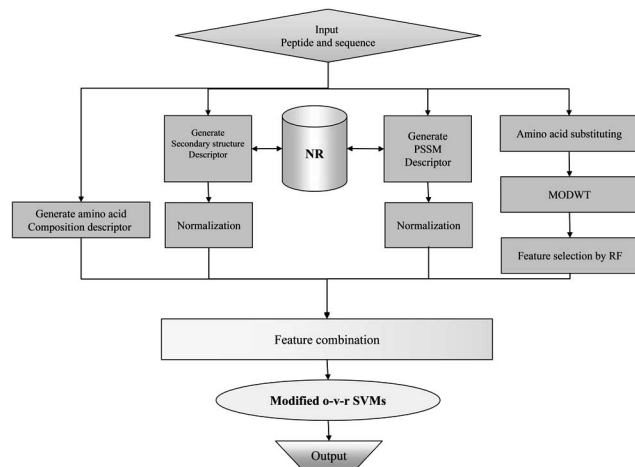 Input
Peptide and sequence
Generate
Secondary structure
Descriptor
NR
Generate
PSSM
Descriptor
Amino acid substituting
MODWT
Generate amino acid
Composition descriptor
Normalization
Normalization
Feature selection by RF
Feature combination
Modified o-v-r SVMs
Output